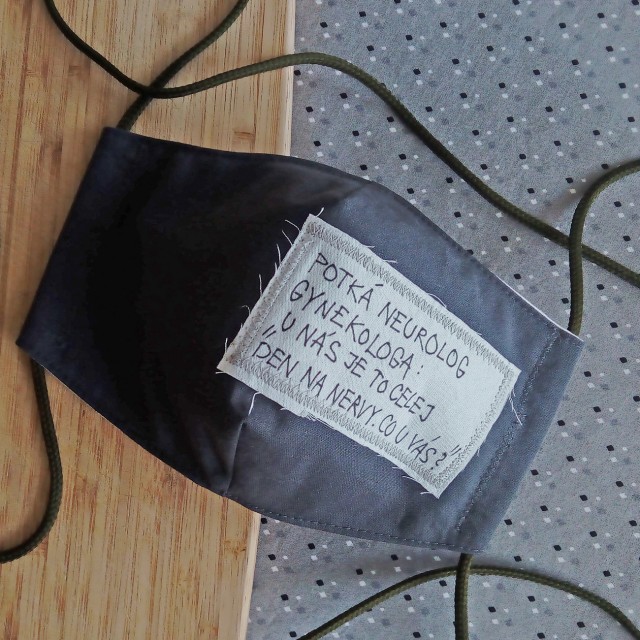 POTKÁ NEUROLOG
GYNEKOLOGA:
"U NÁS JE TO CELEJ
DEN NA NERVY. CO U VÁS?"